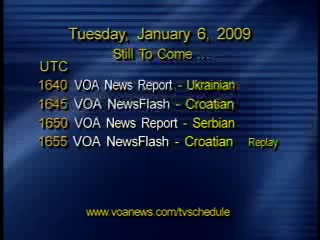 Tuesday, January 6, 2009
Still To Come....
UTC
1640 VOA News Report - Ukrainian
1645 VOA NewsFlash - Croatian
1650 VOA News Report - Serbian
1655 VOA NewsFlash - Croatian Replay
www.voanews.com/tvschedule